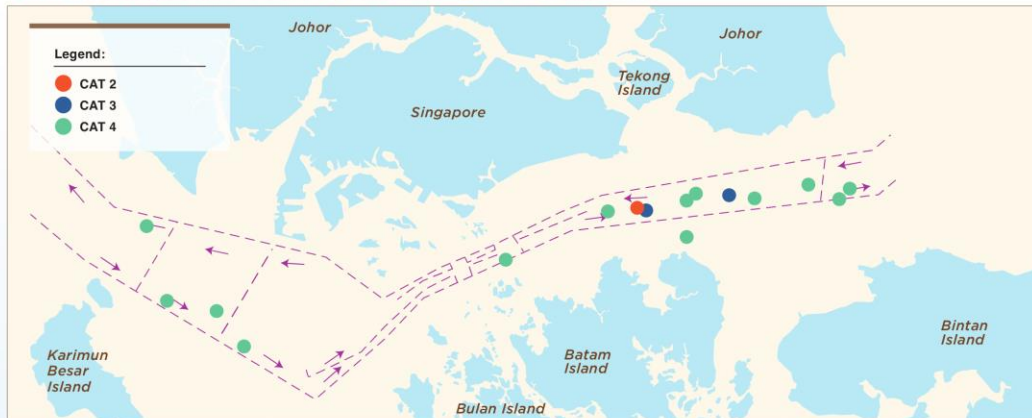 Legend:
CAT 2
CAT 3
CAT 4
Johor
Johor
Tekong
Island
Singapore
Karimun
Besar
Island
Batam
Island
Bintan
Island
Bulan Island